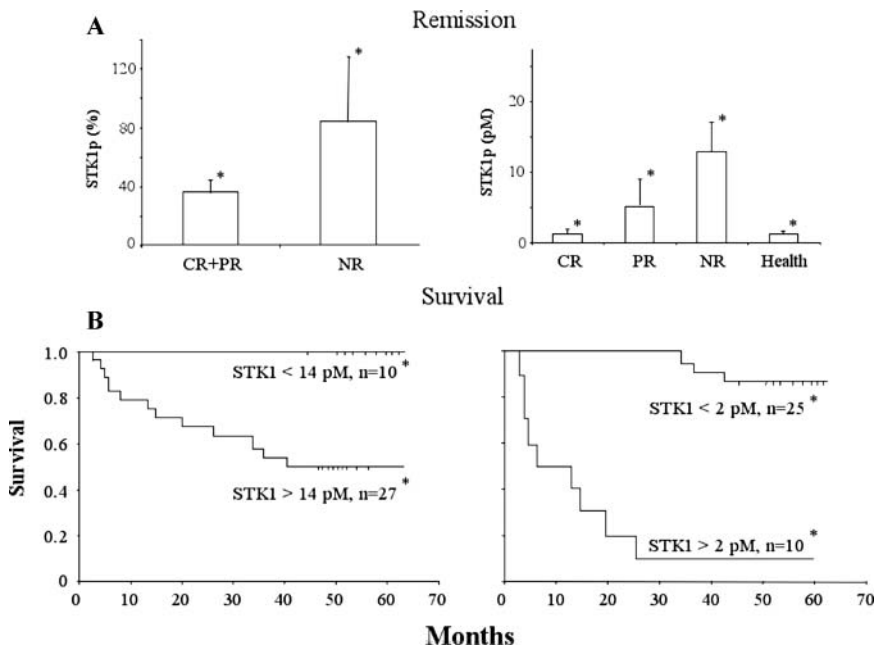 A
Remission
STK1p (%)
120
80
40
0
*
*
CR+PR
NR
STK1p (pM)
20
10
0
*
*
*
*
CR
PR
NR
Health
Survival
B
Survival
1.0
0.8
0.6
0.4
0.2
0
STK1 < 14 pM, n=10 *
STK1 > 14 pM, n=27 *
0 10 20 30 40 50 60 70
STK1 < 2 pM, n=25 *
STK1 > 2 pM, n=10 *
0 20 40 60 70
Months